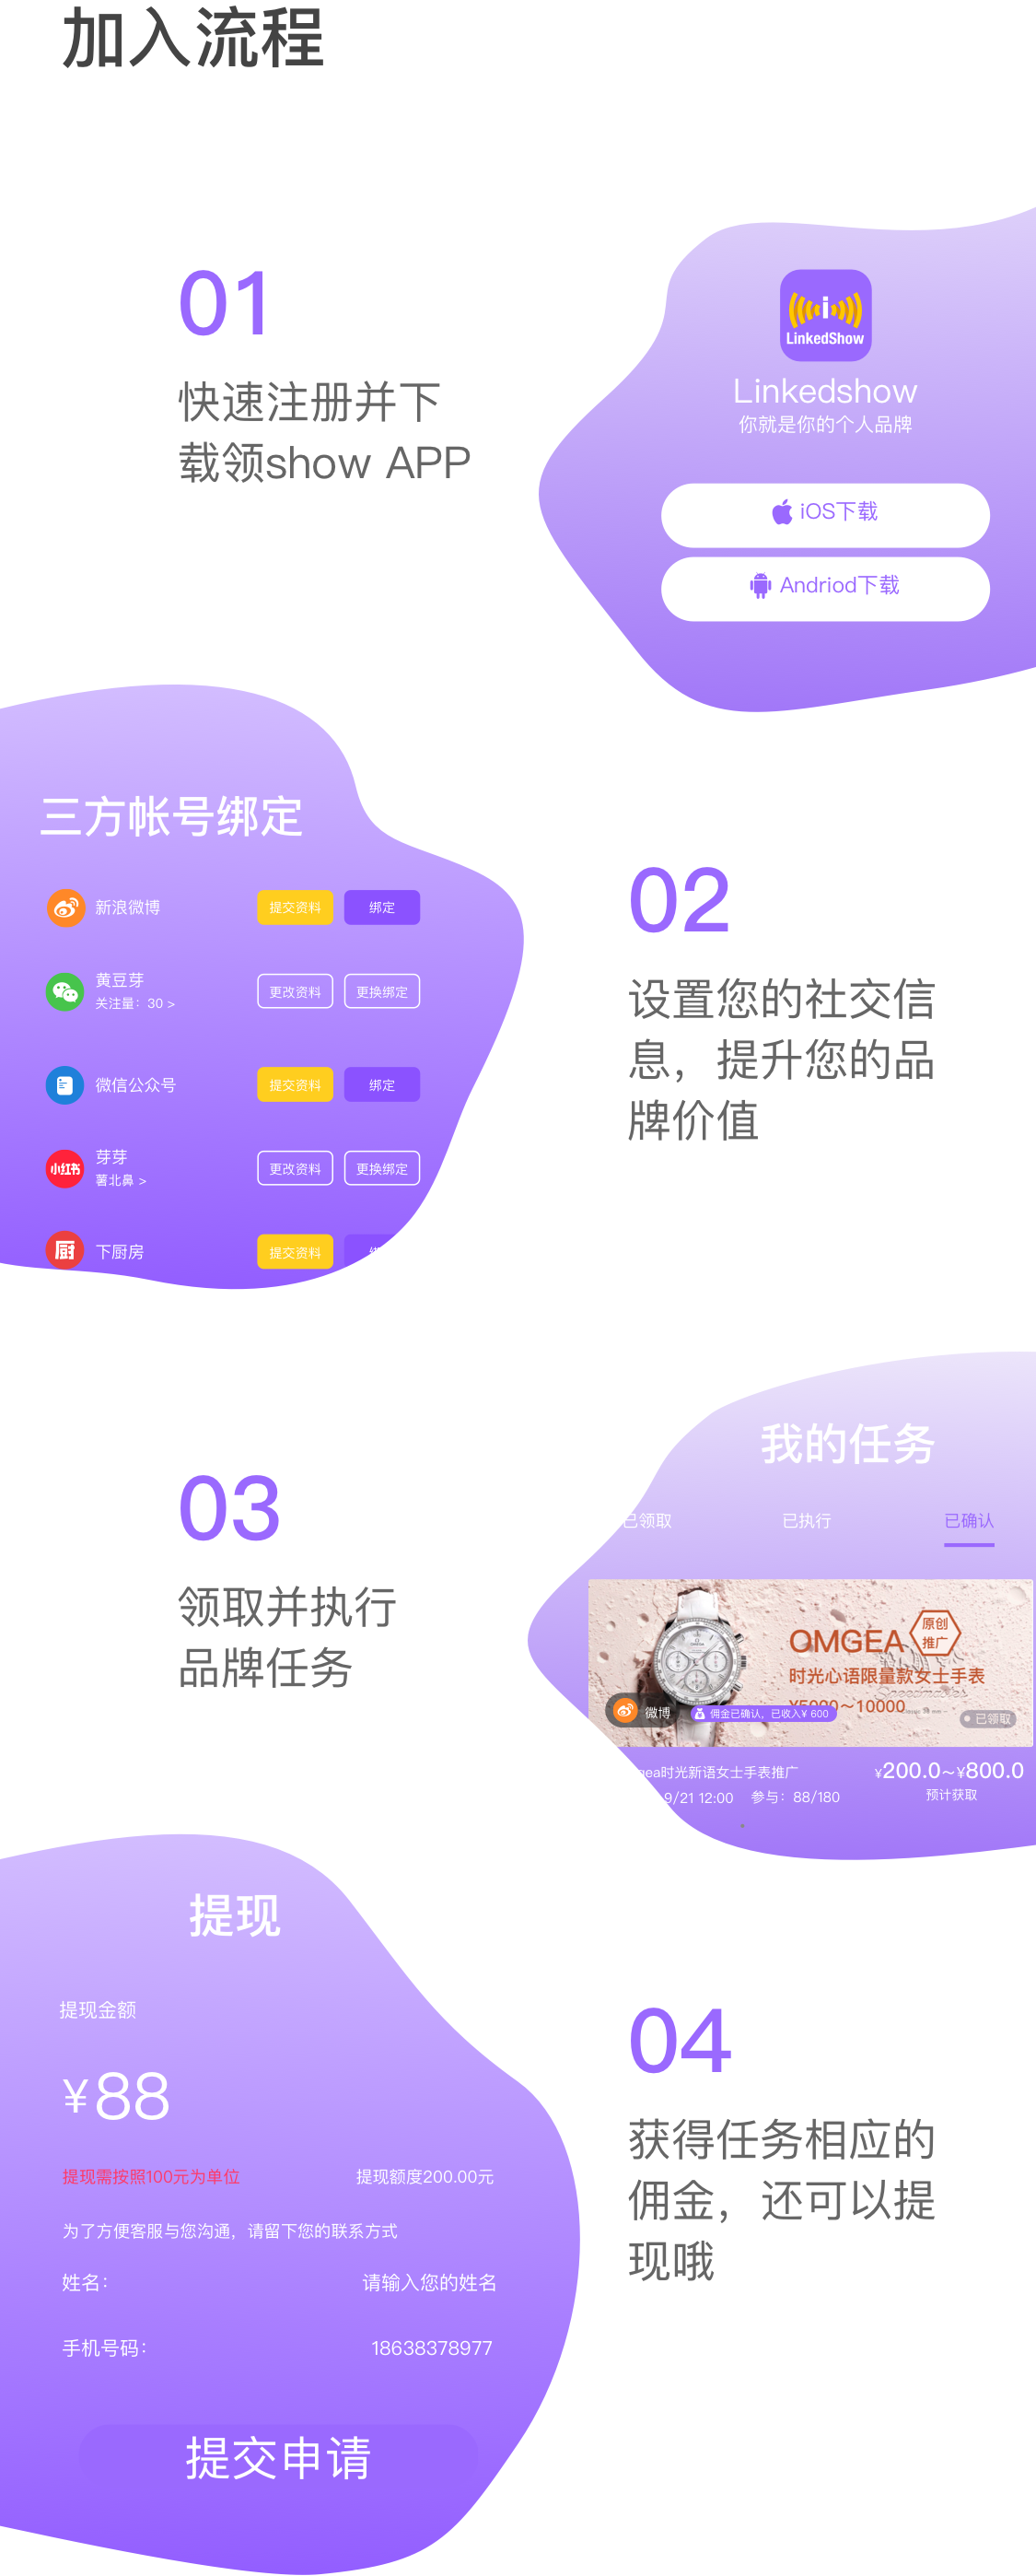 加入流程
01
快速注册并下
载领show APP
LinkedShow
Linkedshow
你就是你的个人品牌
iOS下载
Andriod下载
三方帐号绑定
新浪微博 提交资料 绑定
黄豆芽
关注量：30 > 更改资料 更换绑定
微信公众号 提交资料 绑定
小红书 芽芽
薯北鼻 > 更改资料 更换绑定
厨 下厨房 提交资料
02
设置您的社交信
息，提升您的品
牌价值
03
领取并执行
品牌任务
我的任务
已领取 已执行 已确认
OMGEA 原创
推广
时光心语限量款女士手表
¥5000～10000
微博 佣金已确认，已收入¥ 600 已领取
gea时光新语女士手表推广 ¥200.0~¥800.0
9/21 12:00 参与：88/180 预计获取
提现
提现金额
¥88
提现需按照100元为单位 提现额度200.00元
为了方便客服与您沟通，请留下您的联系方式
姓名： 请输入您的姓名
手机号码： 18638378977
提交申请
04
获得任务相应的
佣金，还可以提
现哦